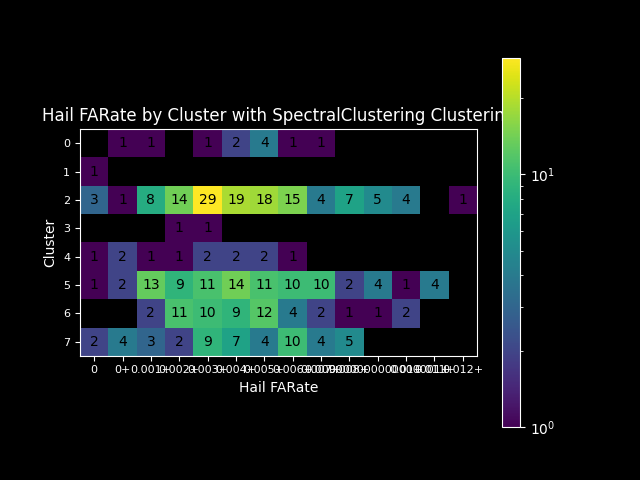 Hail FARate by Cluster with SpectralClustering Clusterin
0 1 1 1 2 4 1 1
1 1
2 3 1 8 14 29 19 18 15 4 7 5 4 1
3 1 1
4 1 2 1 1 2 2 2 1
5 1 2 13 9 11 14 11 10 10 2 4 1 4
6 2 11 10 9 12 4 2 1 1 2
7 2 4 3 2 9 7 4 10 4 5
Cluster
0 0+
Hail FARate
10¹
10⁰